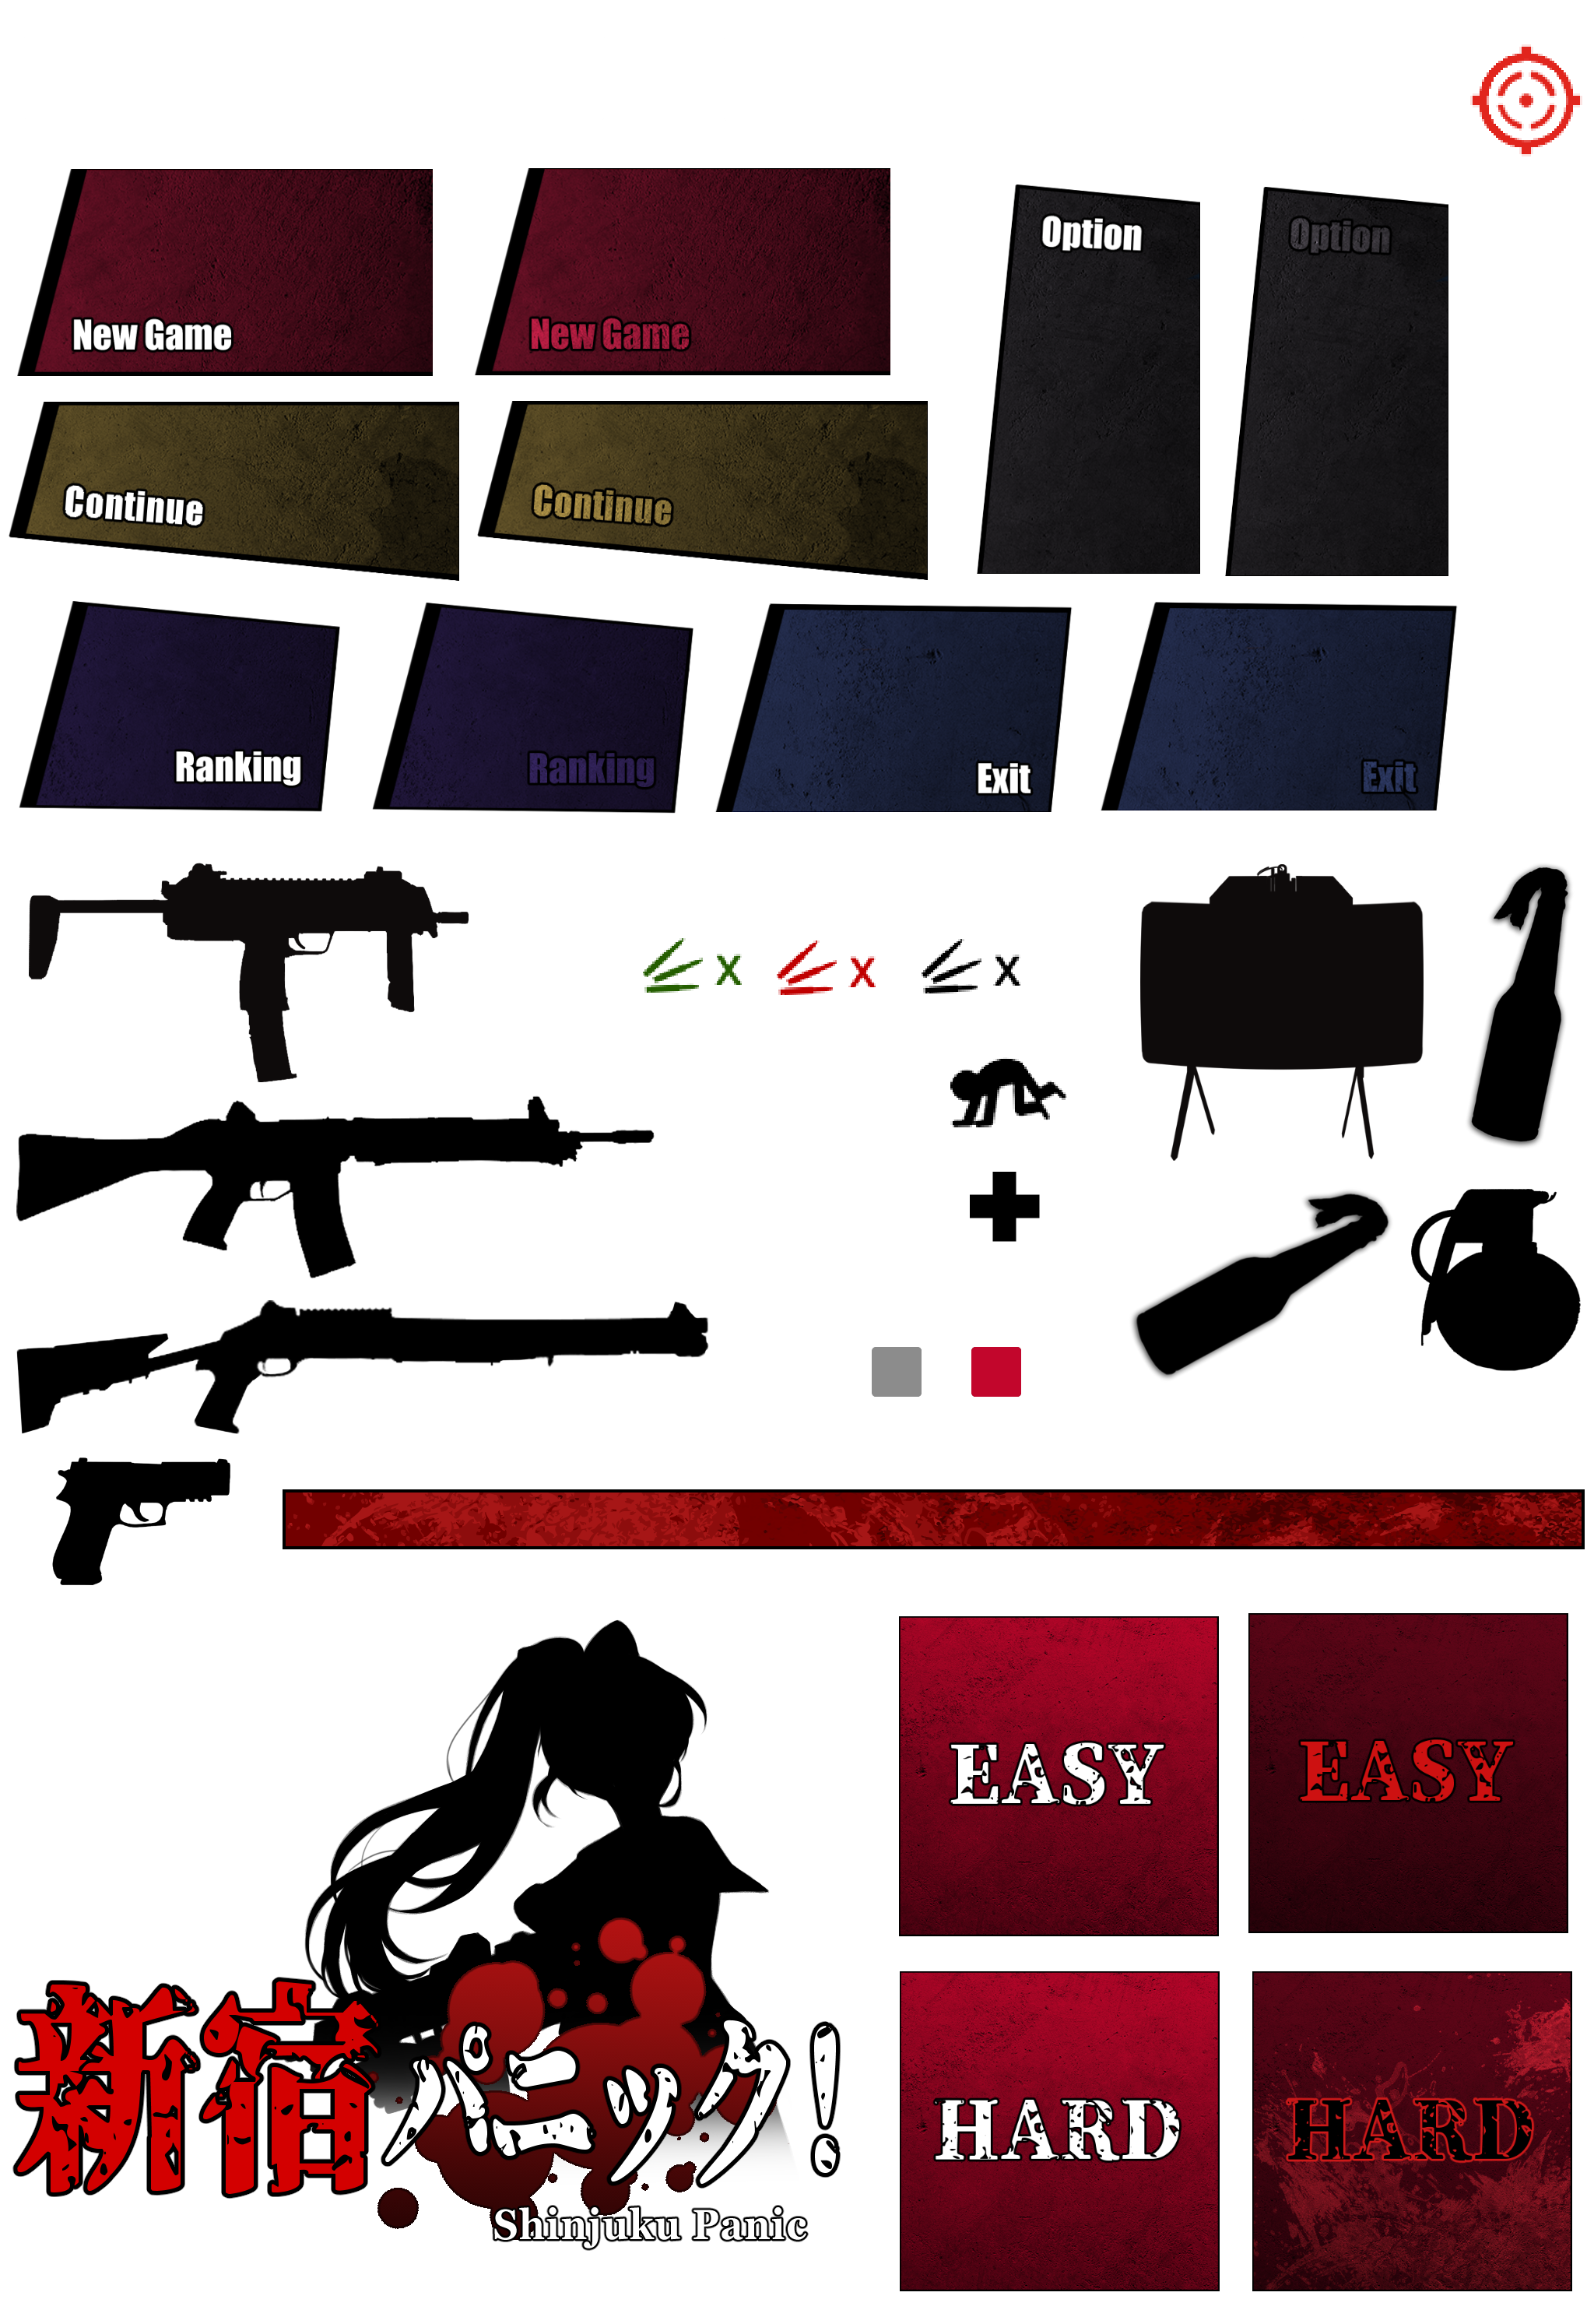 New Game
New Game
Option
Option
Continue
Continue
Ranking
Ranking
Exit
Exit
x
x
x
EASY
EASY
新宿パニック!
Shinjuku Panic
HARD
HARD